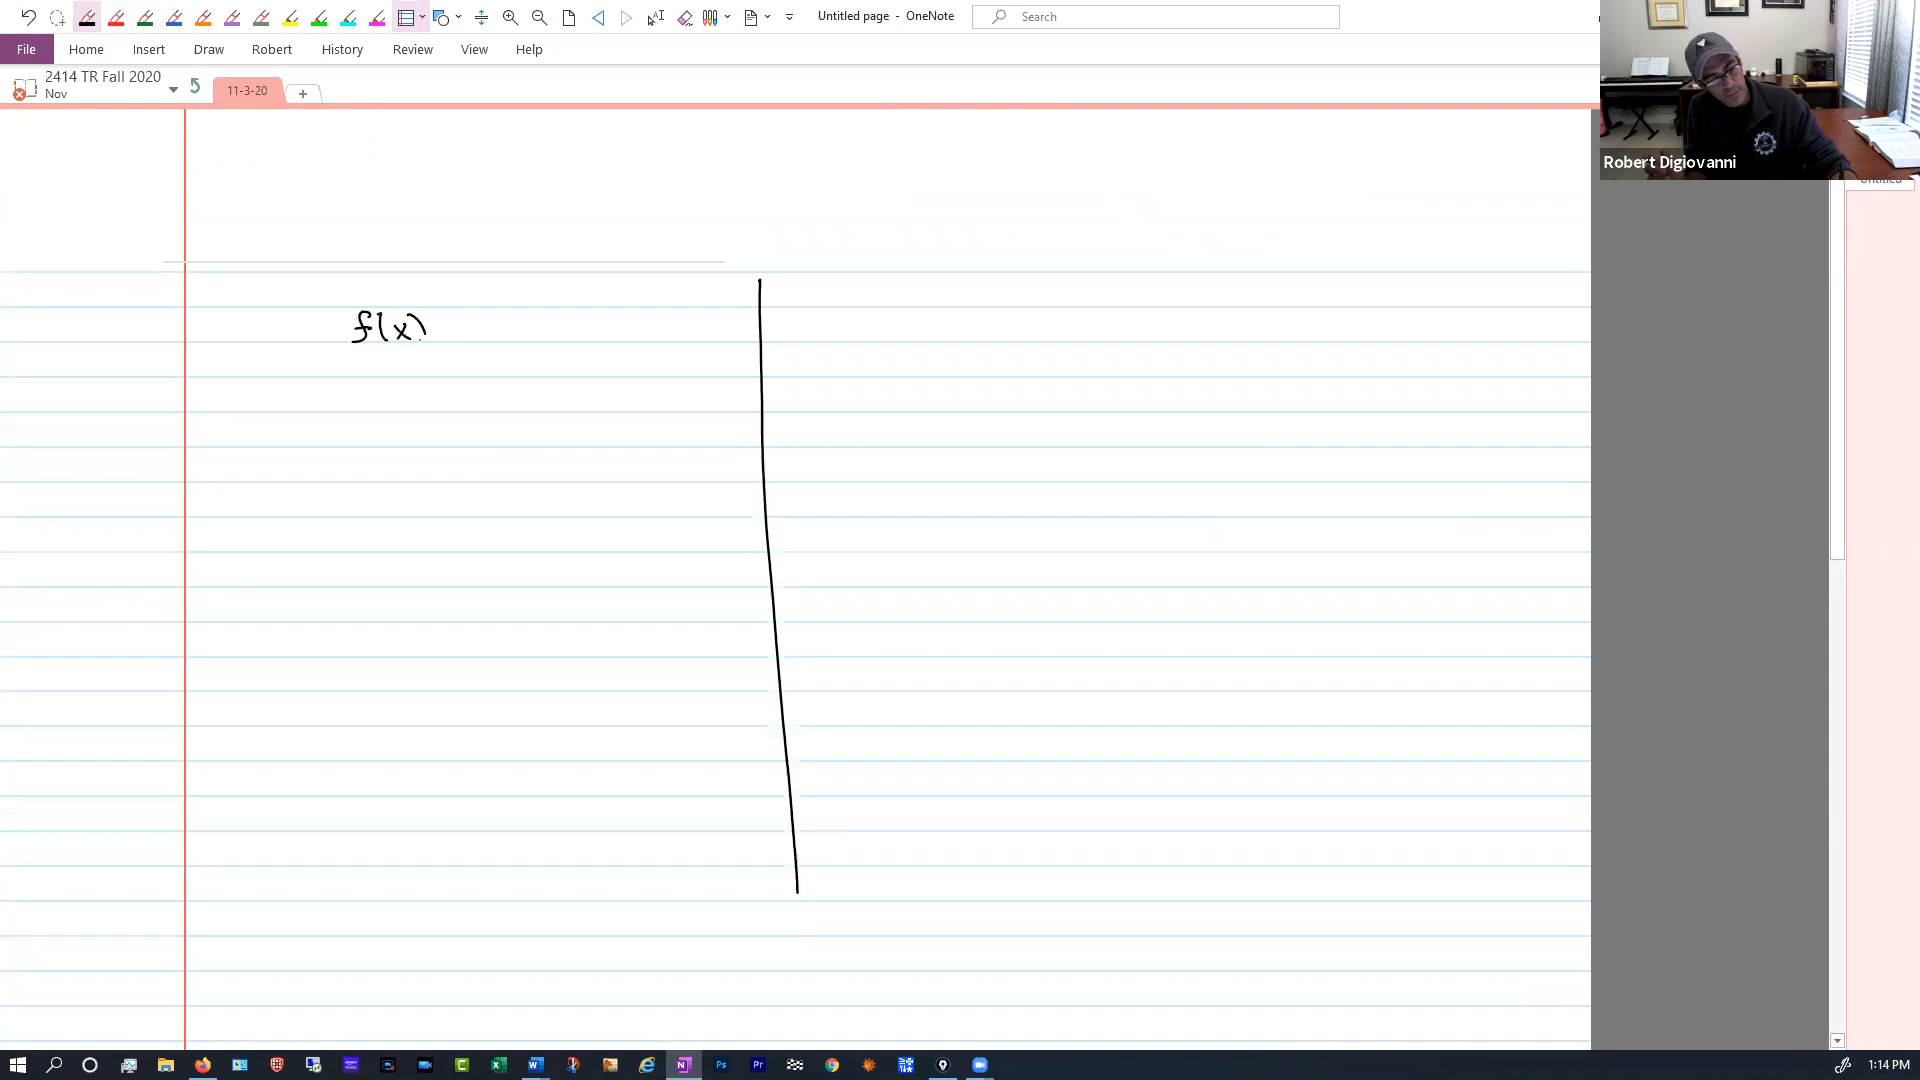 Untitled page - OneNote
Search
File Home Insert Draw Robert History Review View Help
2414 TR Fall 2020
Nov
11-3-20
f(x)
Robert Digiovanni
1:14 PM